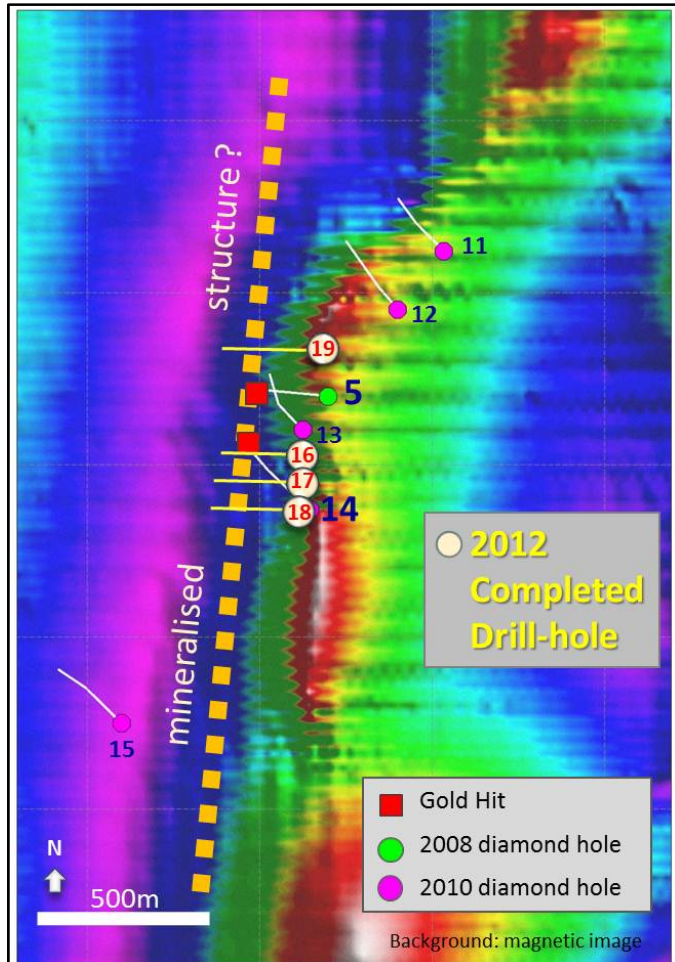 structure ?
11
12
19
5
13
16
17
18
14
2012
Completed
Drill-hole
mineralised
15
Gold Hit
2008 diamond hole
2010 diamond hole
N
500m
Background: magnetic image